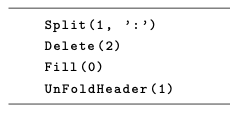 Split(1, ':')
Delete(2)
Fill(0)
UnFoldHeader(1)